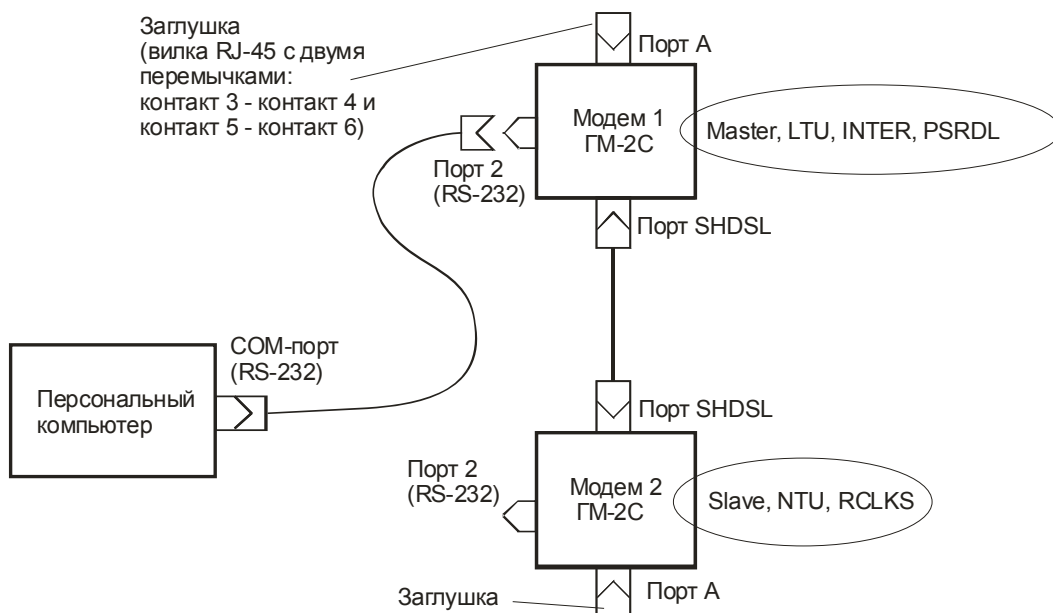 Заглушка
(вилка RJ-45 с двумя
перемычками:
контакт 3 - контакт 4 и
контакт 5 - контакт 6)
Порт А
Модем 1
ГМ-2С
Master, LTU, INTER, PSRDL
Порт 2
(RS-232)
Порт SHDSL
COM-порт
(RS-232)
Персональный
компьютер
Порт SHDSL
Порт 2
(RS-232)
Модем 2
ГМ-2С
Slave, NTU, RCLKS
Порт А
Заглушка